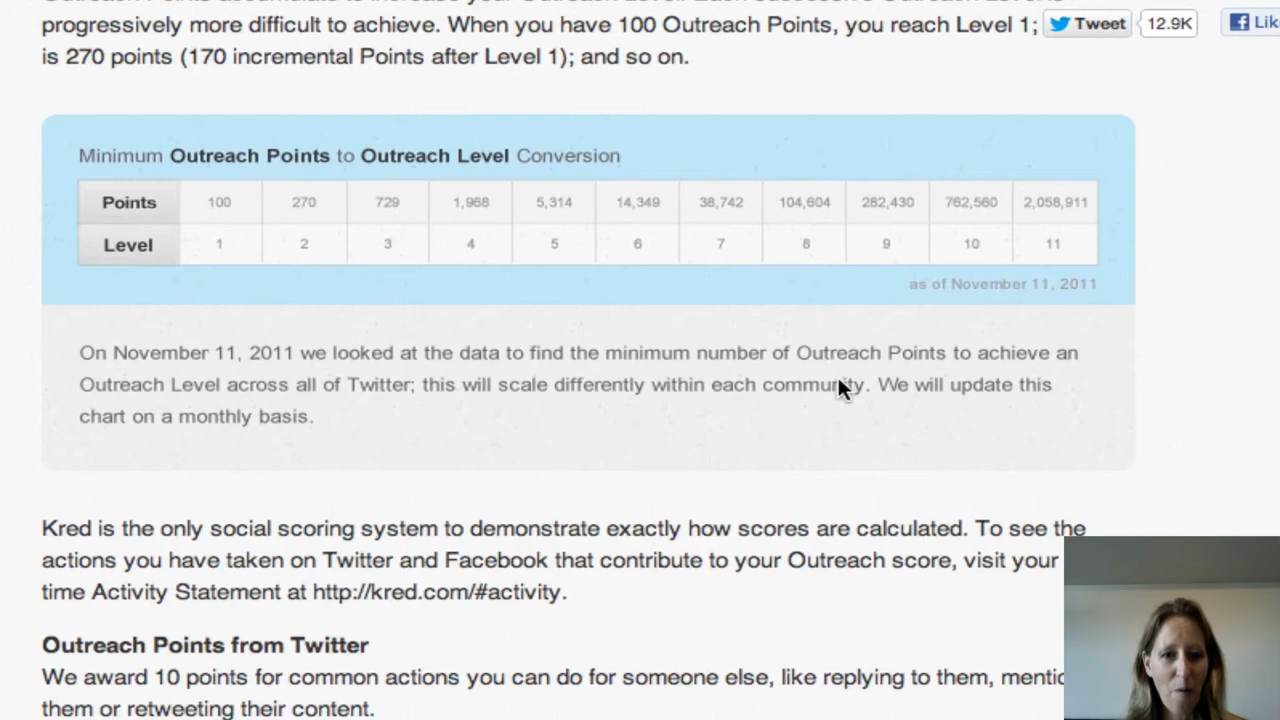 progressively more difficult to achieve. When you have 100 Outreach Points, you reach Level 1;
Tweet 12.9K
is 270 points (170 incremental Points after Level 1); and so on.
Minimum Outreach Points to Outreach Level Conversion
Points 100 270 729 1,968 5,314 14,349 38,742 104,604 282,430 762,560 2,058,911
Level 1 2 3 4 5 6 7 8 9 10 11
as of November 11, 2011
On November 11, 2011 we looked at the data to find the minimum number of Outreach Points to achieve an
Outreach Level across all of Twitter; this will scale differently within each community. We will update this
chart on a monthly basis.
Kred is the only social scoring system to demonstrate exactly how scores are calculated. To see the
actions you have taken on Twitter and Facebook that contribute to your Outreach score, visit your
time Activity Statement at http://kred.com/#activity.
Outreach Points from Twitter
We award 10 points for common actions you can do for someone else, like replying to them,
them or retweeting their content.